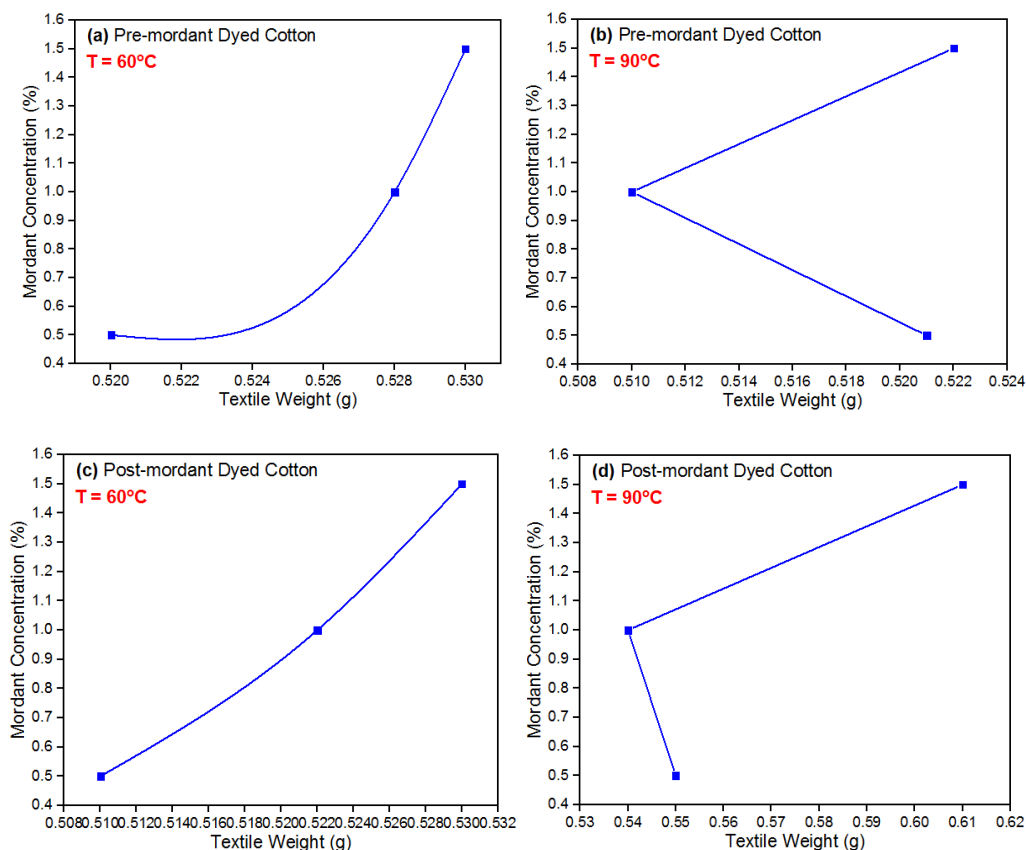 (a) Pre-mordant Dyed Cotton
T = 60°C
Mordant Concentration (%)
1.6
1.5
1.4
1.3
1.2
1.1
1.0
0.9
0.8
0.7
0.6
0.5
0.4
0.520 0.522 0.524 0.526 0.528 0.530
Textile Weight (g)
(b) Pre-mordant Dyed Cotton
T = 90°C
Mordant Concentration (%)
1.6
1.5
1.4
1.3
1.2
1.1
1.0
0.9
0.8
0.7
0.6
0.5
0.4
0.508 0.510 0.512 0.514 0.516 0.518 0.520 0.522 0.524
Textile Weight (g)
(c) Post-mordant Dyed Cotton
T = 60°C
Mordant Concentration (%)
1.6
1.5
1.4
1.3
1.2
1.1
1.0
0.9
0.8
0.7
0.6
0.5
0.4
0.508 0.510 0.512 0.514 0.516 0.518 0.520 0.522 0.524 0.526 0.528 0.530 0.532
Textile Weight (g)
(d) Post-mordant Dyed Cotton
T = 90°C
Mordant Concentration (%)
1.6
1.5
1.4
1.3
1.2
1.1
1.0
0.9
0.8
0.7
0.6
0.5
0.4
0.53 0.54 0.55 0.56 0.57 0.58 0.59 0.60 0.61 0.62
Textile Weight (g)